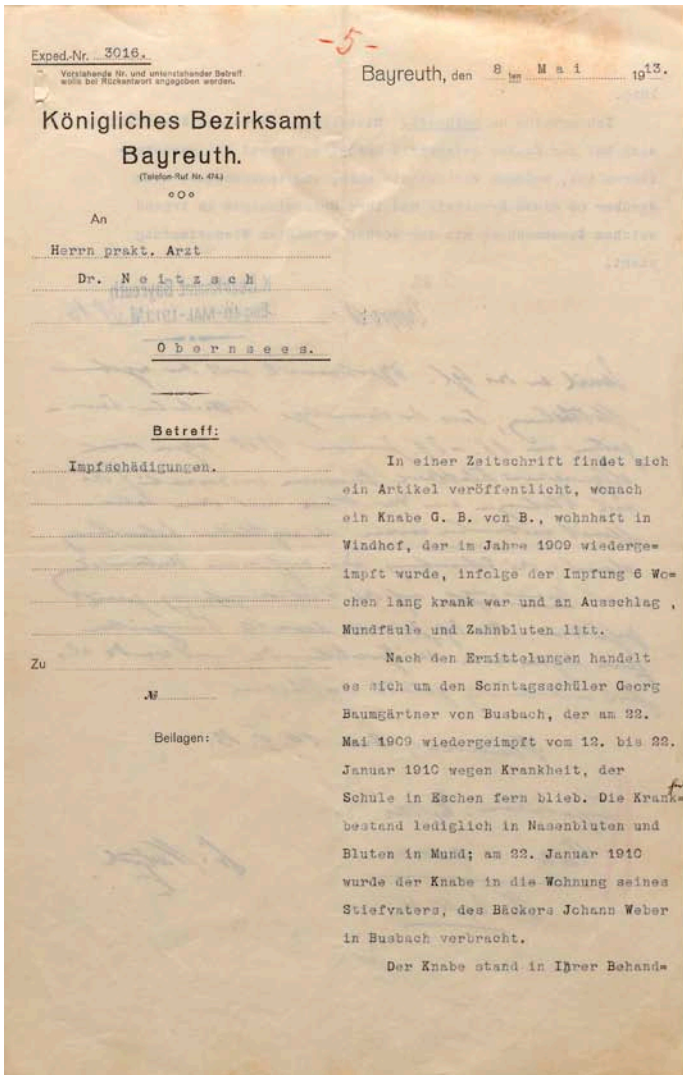 -5-
Exped.-Nr. 3016.
Vorstehende Nr. und untenstehender Betreff
wolle bei Rückantwort angegeben werden.
Bayreuth, den 8 ten Mai 1913.
Königliches Bezirksamt
Bayreuth.
(Telefon-Ruf Nr. 474.)
An
Herrn prakt. Arzt
Dr. Neitzsch
Obernsees.
Betreff:
Impfschädigungen.
Zu
№
Beilagen:
In einer Zeitschrift findet sich
ein Artikel veröffentlicht, wonach
ein Knabe G. B. von B., wohnhaft in
Windhof, der im Jahre 1909 wiederge=
impft wurde, infolge der Impfung 6 Wo=
chen lang krank war und an Ausschlag ,
Mundfäule und Zahnbluten litt.
Nach den Ermittelungen handelt
es sich um den Sonntagsschüler Georg
Baumgärtner von Busbach, der am 22.
Mai 1909 wiedergeimpft vom 12. bis 22.
Januar 1910 wegen Krankheit, der
Schule in Eschen fern blieb. Die Krank=
bestand lediglich in Nasenbluten und
Bluten in Mund; am 22. Januar 1910
wurde der Knabe in die Wohnung seines
Stiefvaters, des Bäckers Johann Weber
in Busbach verbracht.
Der Knabe stand in Ihrer Behand=